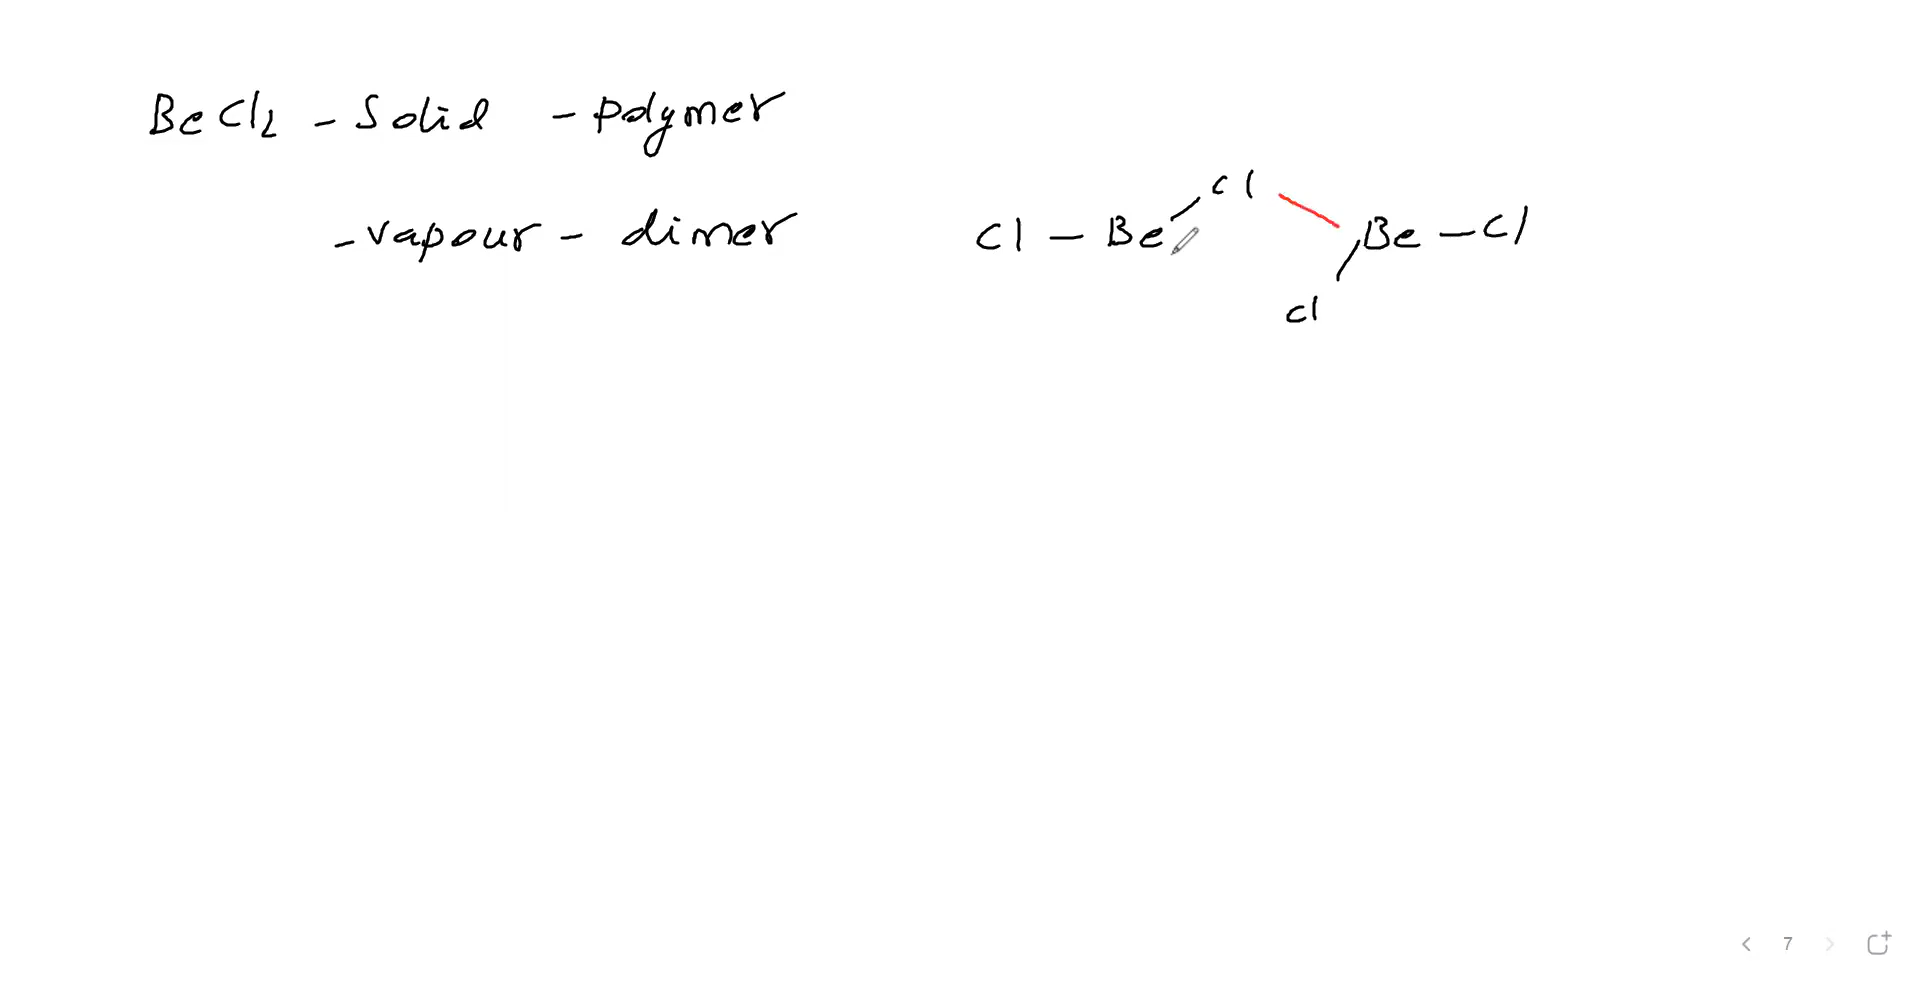 BeCl2 - Solid - polymer
Cl
- vapour - dimer Cl - Be Be - Cl
Cl
7